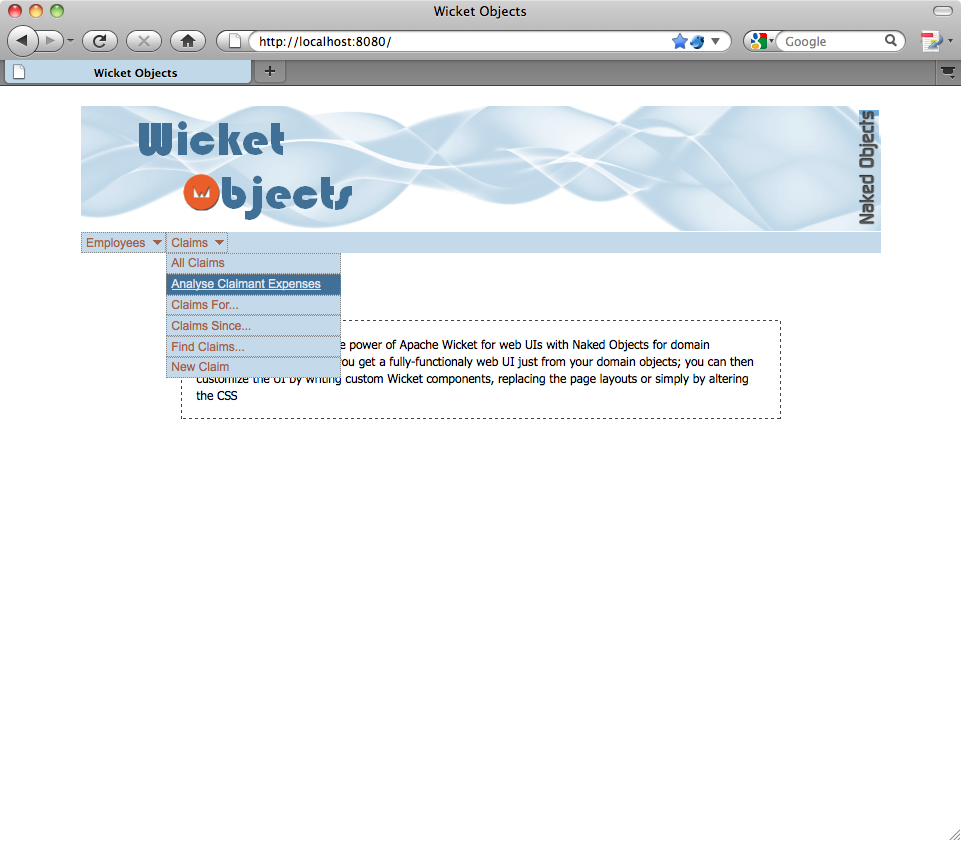 Wicket Objects
http://localhost:8080/
Google
Wicket Objects
Wicket
Objects
Naked Objects
Employees Claims
All Claims
Analyse Claimant Expenses
Claims For...
Claims Since...
Find Claims...
New Claim
power of Apache Wicket for web UIs with Naked Objects for domain
you get a fully-functionaly web UI just from your domain objects; you can then
customize the UI by writing custom Wicket components, replacing the page layouts or simply by altering
the CSS